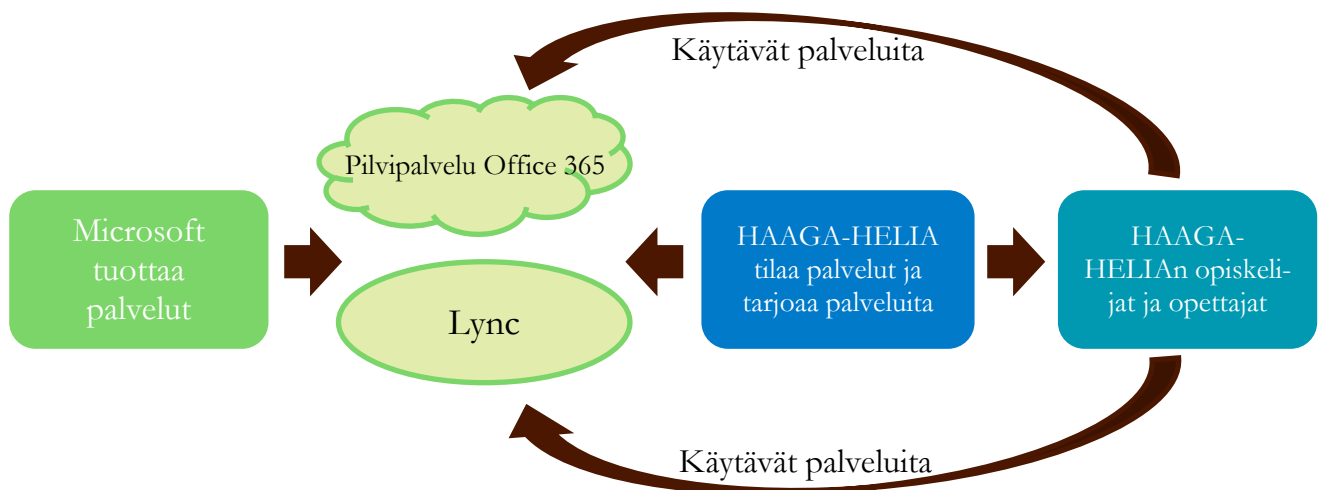 Käytävät palveluita
Pilvipalvelu Office 365
Microsoft
tuottaa
palvelut
HAAGA-HELIA
tilaa palvelut ja
tarjoaa palveluita
HAAGA-
HELIAn opiskeli-
jat ja opettajat
Lync
Käytävät palveluita